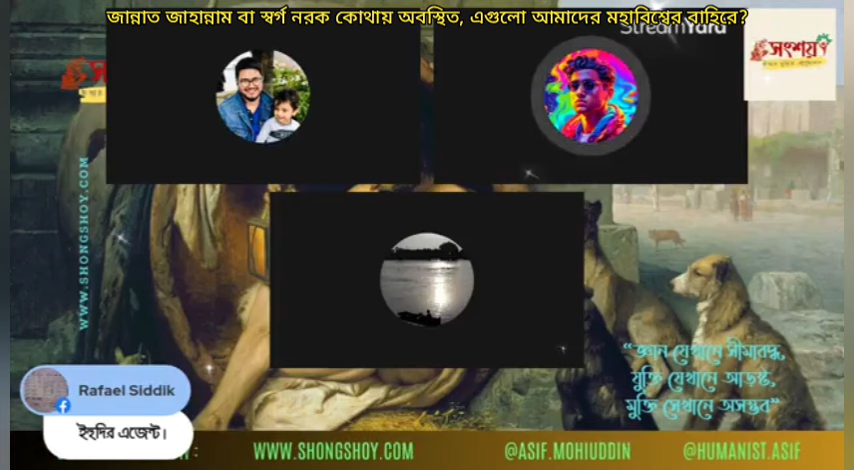 জান্নাত জাহান্নাম বা স্বর্গ নরক কোথায় অবস্থিত, এগুলো আমাদের মহাবিশ্বের বাহিরে?
StreamYard
সংশয়
WWW.SHONGSHOY.COM
“জ্ঞান যেখানে সীমাবদ্ধ,
যুক্তি যেখানে আড়ষ্ট,
মুক্তি সেখানে অসম্ভব”
Rafael Siddik
ইহুদির এজেন্ট।
WWW.SHONGSHOY.COM @ASIF.MOHIUDDIN @HUMANIST.ASIF